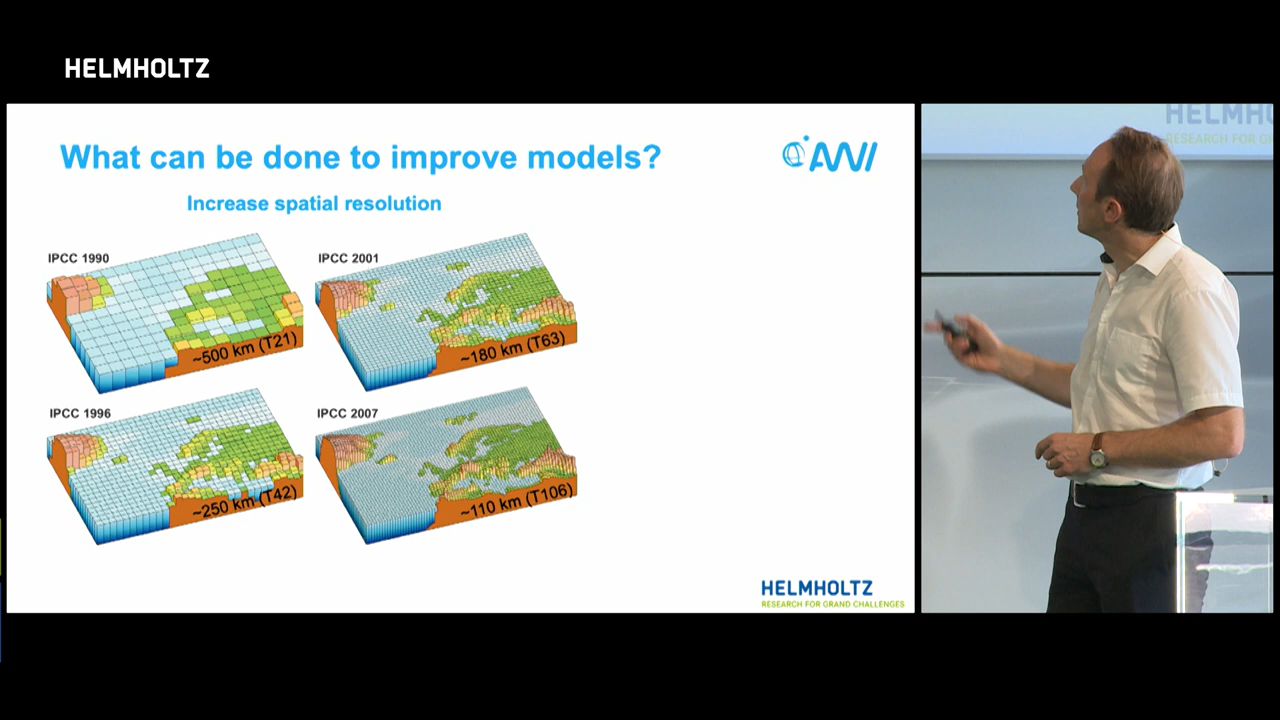 HELMHOLTZ
What can be done to improve models?
AWI
Increase spatial resolution
IPCC 1990
~500 km (T21)
IPCC 2001
~180 km (T63)
IPCC 1996
~250 km (T42)
IPCC 2007
~110 km (T106)
HELMHOLTZ
RESEARCH FOR GRAND CHALLENGES
HELMHO
RESEARCH FOR GR